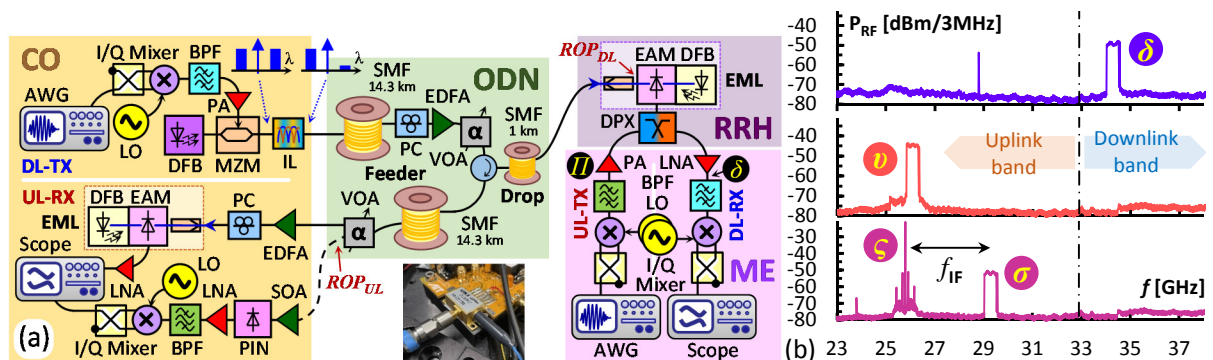 CO
I/Q Mixer
BPF
λ
λ
AWG
LO
PA
DL-TX
DFB
MZM
IL
UL-RX
DFB EAM
PC
EML
Scope
EDFA
LNA
LO
LNA
SOA
(a)
I/Q Mixer
BPF
PIN
ODN
SMF
14.3 km
EDFA
PC
VOA
α
SMF
1 km
Feeder
Drop
VOA
α
SMF
14.3 km
ROP_UL
ROP_DL
EAM DFB
EML
DPX
RRH
Π
PA
LNA
δ
UL-TX
BPF
LO
DL-RX
I/Q
Mixer
ME
AWG
Scope
(b)
P_RF [dBm/3MHz]
-40
-50
-60
-70
-80
δ
-40
-60
-80
υ
Uplink
band
Downlink
band
-30
-40
-50
-60
-70
-80
ς
f_IF
σ
f [GHz]
23 25 27 29 31 33 35 37